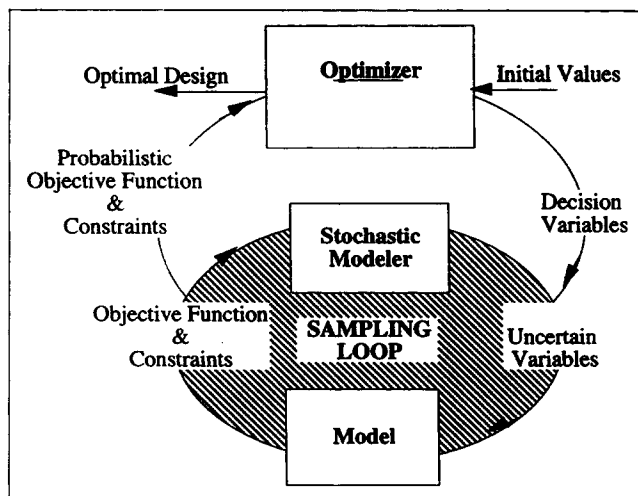 Optimizer
Optimal Design
Initial Values
Probabilistic
Objective Function
&
Constraints
Decision
Variables
Stochastic
Modeler
Objective Function
&
Constraints
SAMPLING
LOOP
Uncertain
Variables
Model